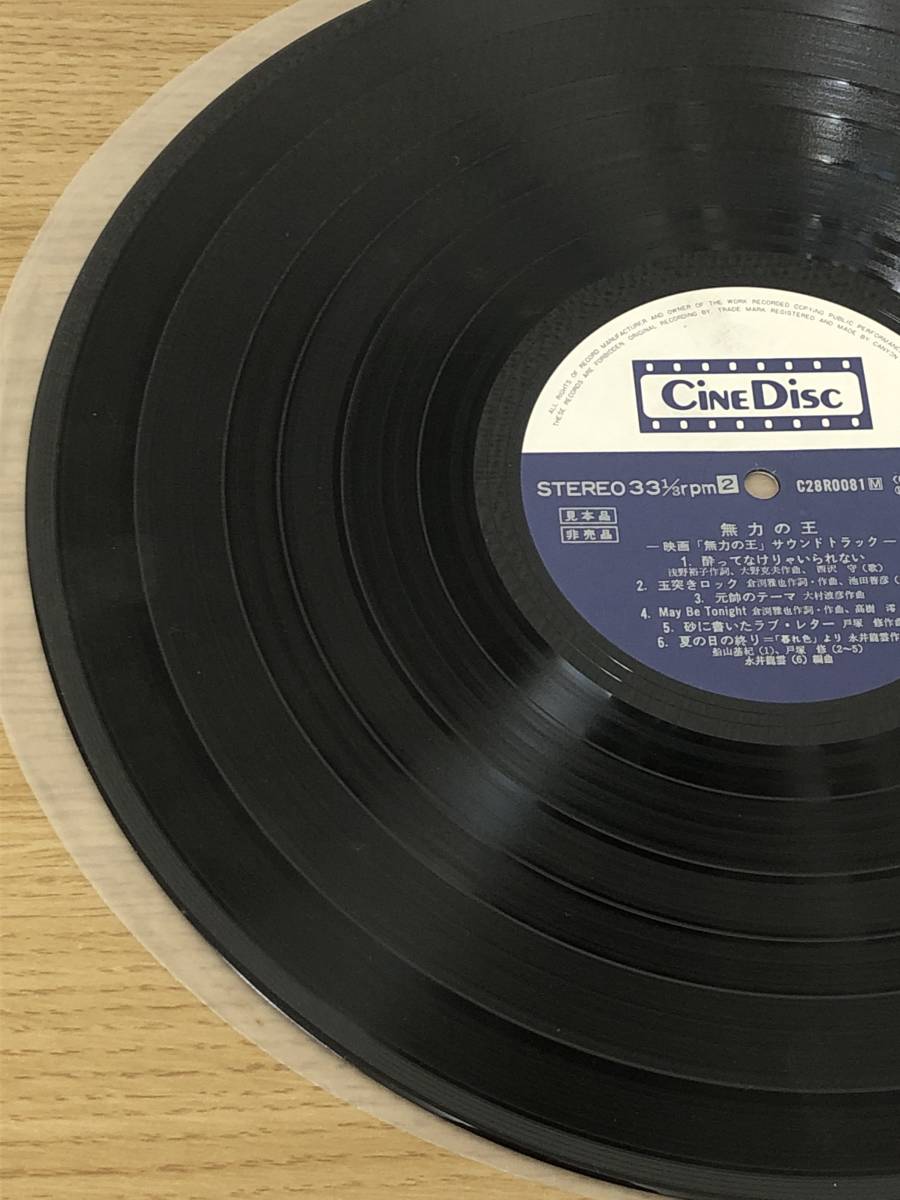 ALL RIGHTS OF RECORD MANUFACTURER AND OWNER OF THE WORK RECORDED COPYING PUBLIC PERFORMANCE
THESE RECORDS ARE FORBIDDEN ORIGINAL RECORDING BY. TRADE MARK REGISTERED AND MADE BY CANYON
CINEDISC
STEREO 33 1/3 rpm 2 C28R0081 M
見本品
非売品
無力の王
―映画「無力の王」サウンドトラック―
1. 酔ってなけりゃいられない
浅野裕子作詞、大野克夫作曲、西沢 守(歌)
2. 玉突きロック 倉渕雅也作詞・作曲、池田善彦(
3. 元帥のテーマ 大村波彦作曲
4. May Be Tonight 倉渕雅也作詞・作曲、高樹 澪
5. 砂に書いたラブ・レター 戸塚 修作曲
6. 夏の日の終り=「暮れ色」より 永井龍雲作
船山基紀(1)、戸塚 修(2〜5)
永井龍雲(6)編曲